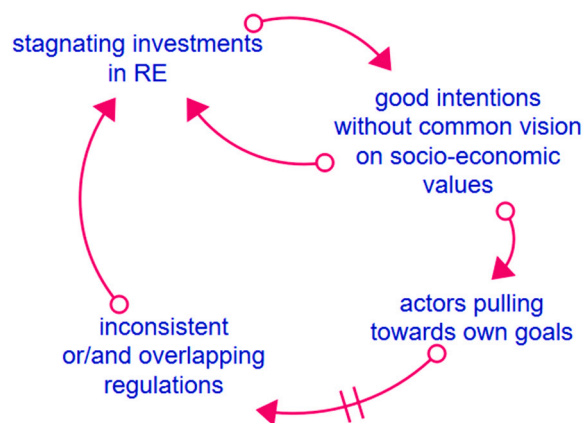 stagnating investments
in RE
good intentions
without common vision
on socio-economic
values
actors pulling
towards own goals
inconsistent
or/and overlapping
regulations